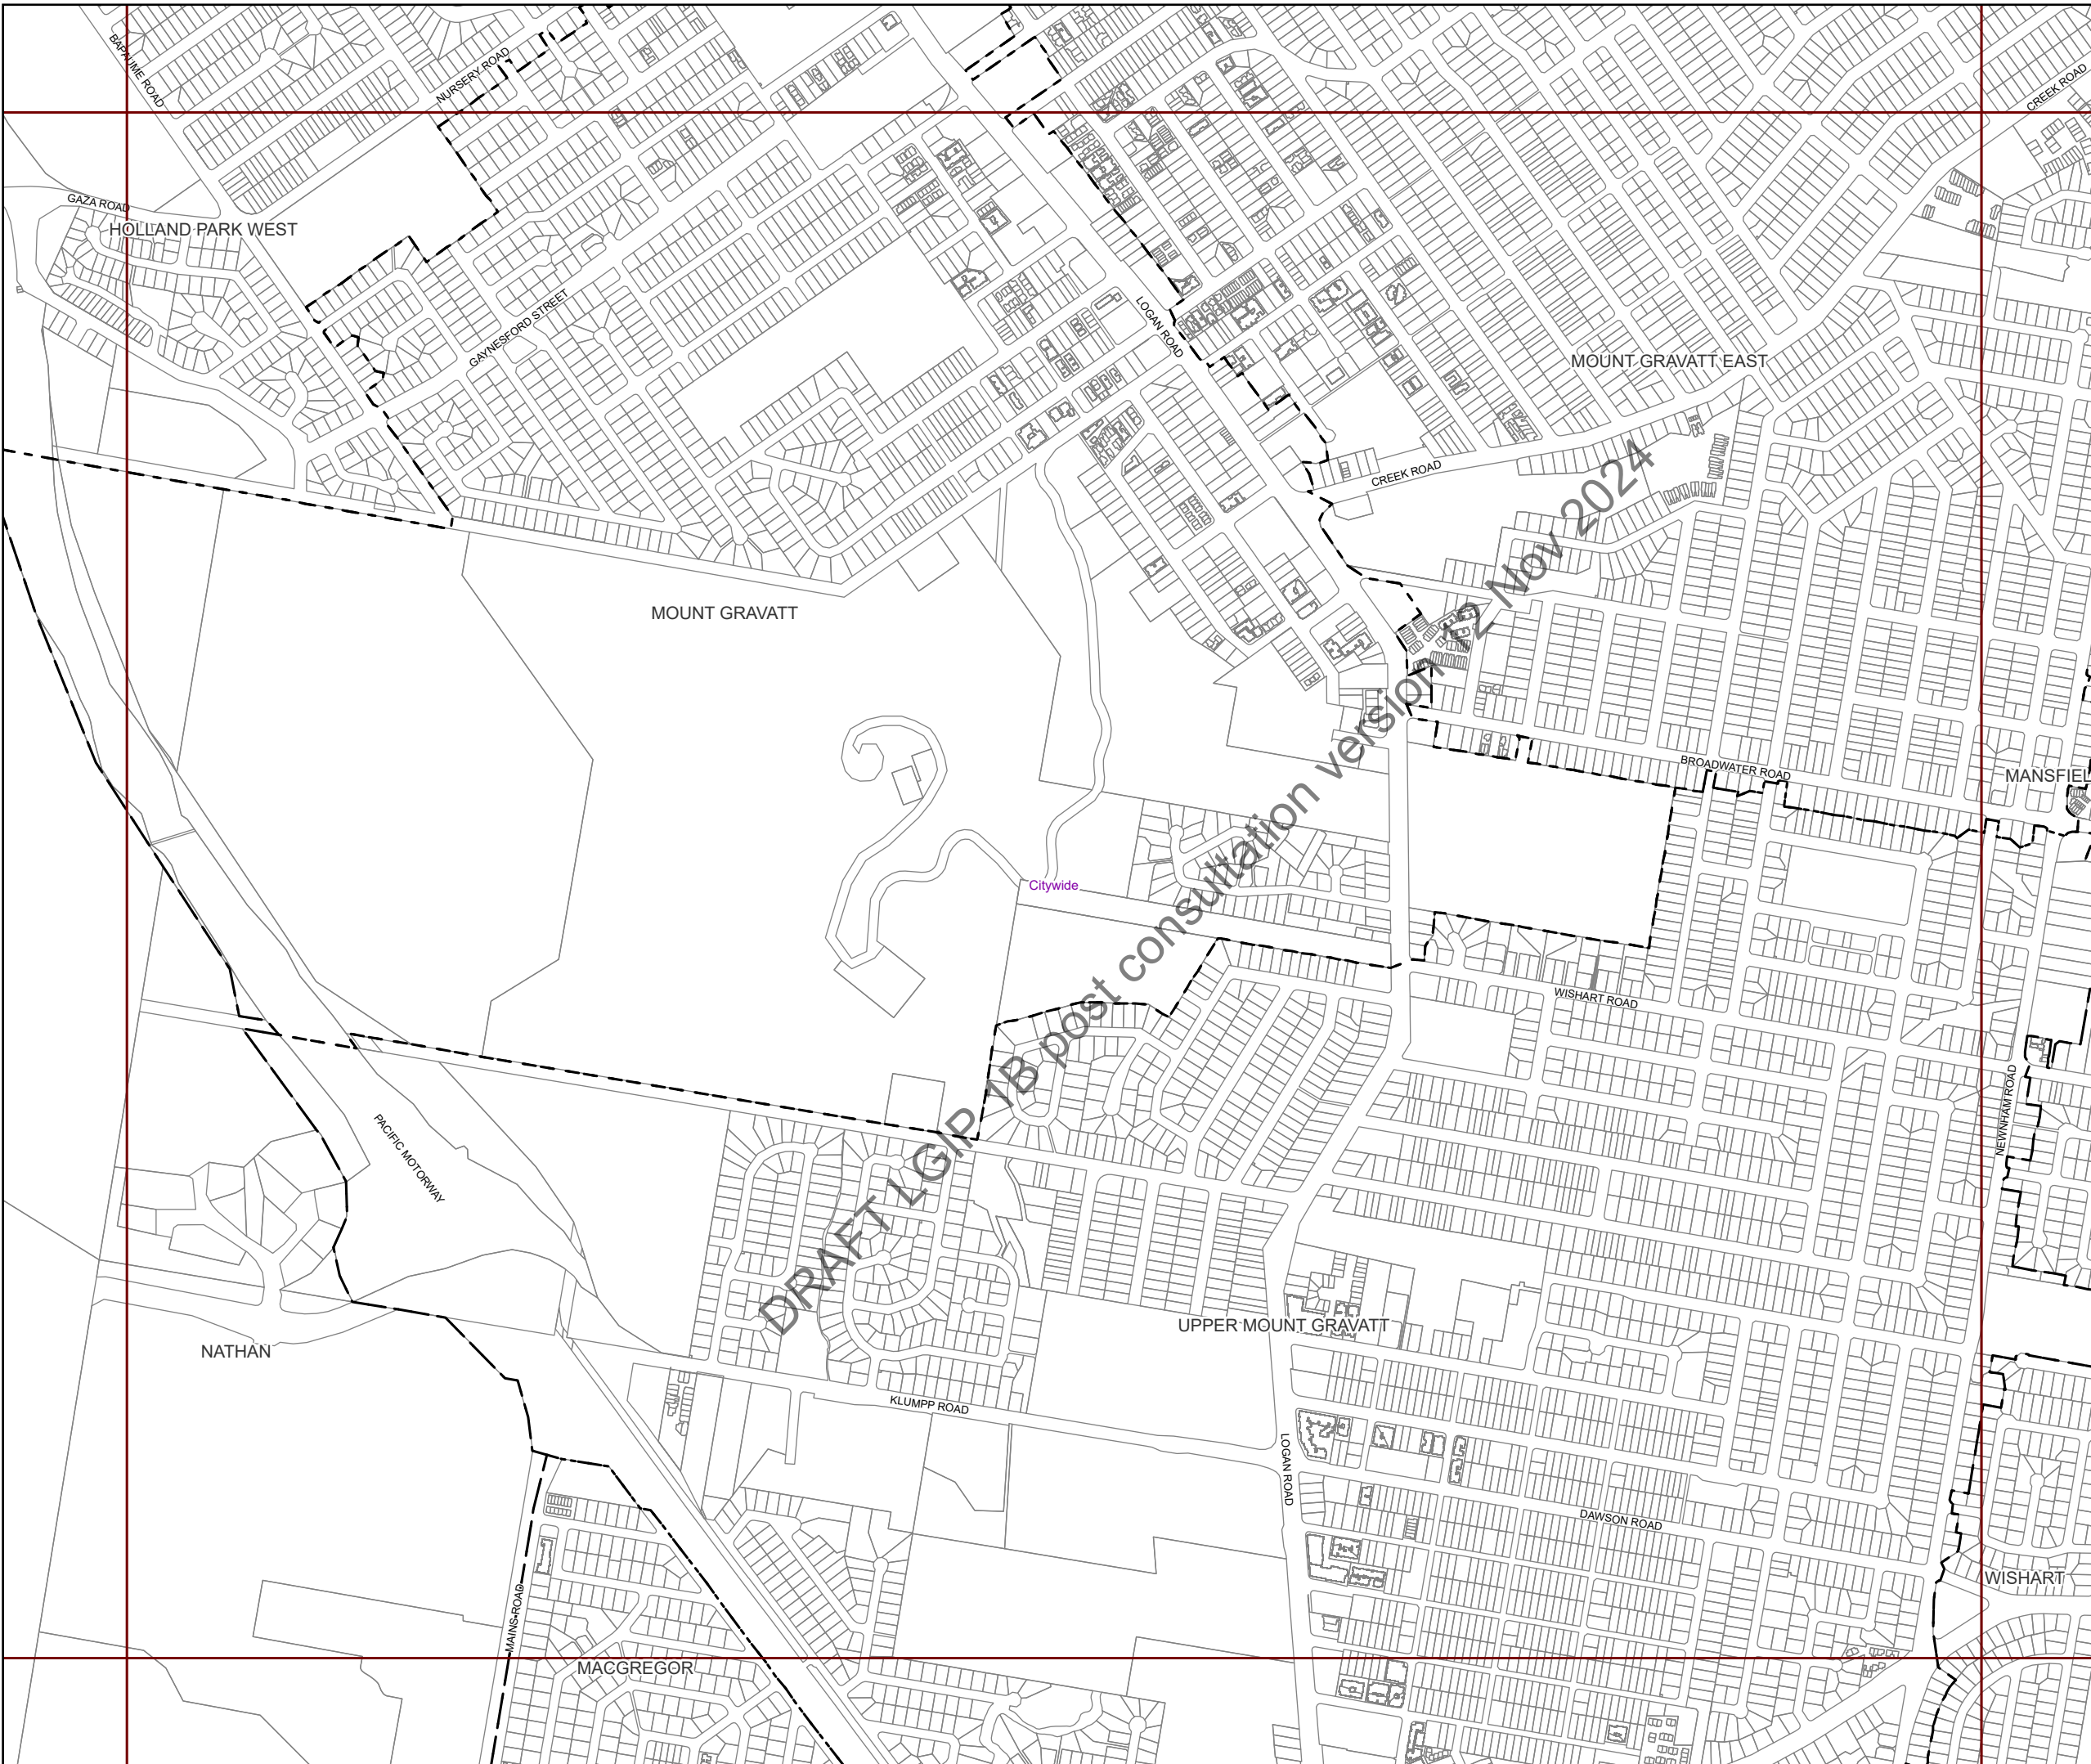 BAPAUME ROAD
NURSERY ROAD
CREEK ROAD
GAZA ROAD
HOLLAND PARK WEST
GAYNESFORD STREET
LOGAN ROAD
MOUNT GRAVATT EAST
CREEK ROAD
MOUNT GRAVATT
BROADWATER ROAD
MANSFIEL
Citywide
WISHART ROAD
NEWNHAM ROAD
PACIFIC MOTORWAY
DRAFT LGIP 1B post consultation version 12 Nov 2024
UPPER MOUNT GRAVATT
NATHAN
KLUMPP ROAD
LOGAN ROAD
DAWSON ROAD
WISHART
MAINS ROAD
MACGREGOR